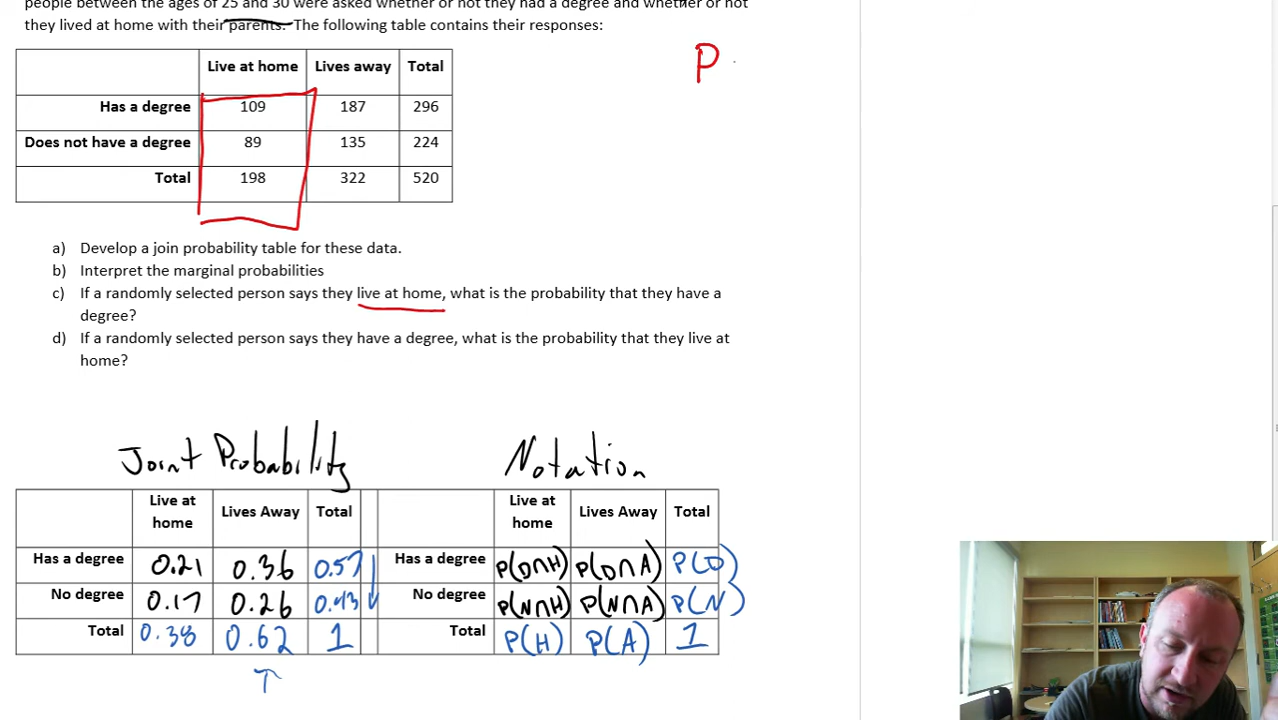 people between the ages of 25 and 30 were asked whether or not they had a degree and whether or not
they lived at home with their parents. The following table contains their responses:
P
Live at home Lives away Total
Has a degree 109 187 296
Does not have a degree 89 135 224
Total 198 322 520
a) Develop a join probability table for these data.
b) Interpret the marginal probabilities
c) If a randomly selected person says they live at home, what is the probability that they have a
degree?
d) If a randomly selected person says they have a degree, what is the probability that they live at
home?
Joint Probability Notation
Live at home Lives Away Total Live at home Lives Away Total
Has a degree 0.21 0.36 0.57 Has a degree P(D∩H) P(D∩A) P(D)
No degree 0.17 0.26 0.43 No degree P(N∩H) P(N∩A) P(N)
Total 0.38 0.62 1 Total P(H) P(A) 1